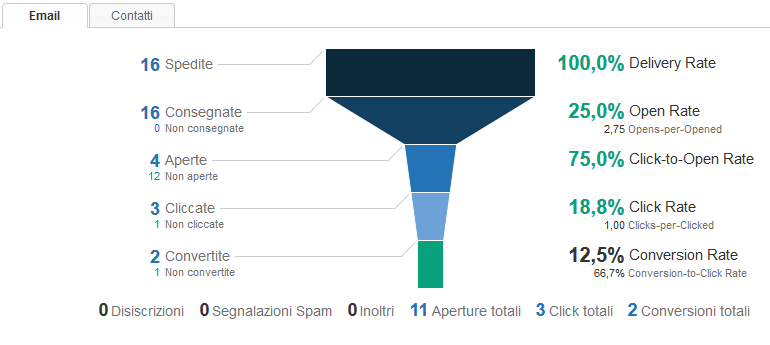 Email Contatti
16 Spedite
100,0% Delivery Rate
16 Consegnate
0 Non consegnate
25,0% Open Rate
2,75 Opens-per-Opened
4 Aperte
12 Non aperte
75,0% Click-to-Open Rate
3 Cliccate
1 Non cliccate
18,8% Click Rate
1,00 Clicks-per-Clicked
2 Convertite
1 Non convertite
12,5% Conversion Rate
66,7% Conversion-to-Click Rate
0 Disiscrizioni 0 Segnalazioni Spam 0 Inoltri 11 Aperture totali 3 Click totali 2 Conversioni totali